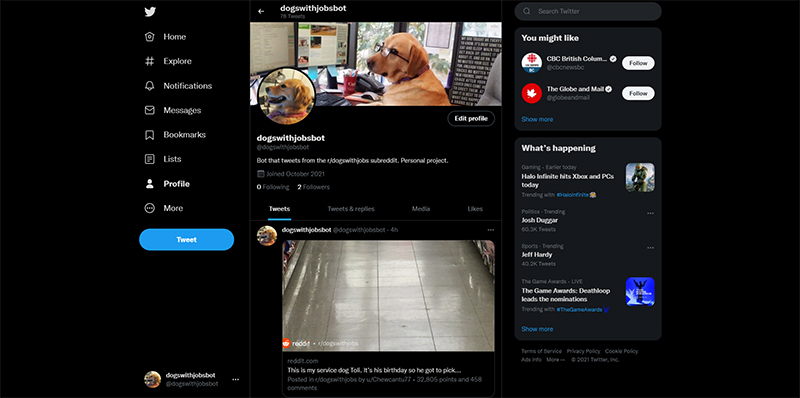 Home
Explore
Notifications
Messages
Bookmarks
Lists
Profile
More
Tweet
dogswithjobsbot
@dogswithjobsbot
dogswithjobsbot
78 Tweets
Edit profile
dogswithjobsbot
@dogswithjobsbot
Bot that tweets from the r/dogswithjobs subreddit. Personal project.
Joined October 2021
0 Following 2 Followers
Tweets Tweets & replies Media Likes
dogswithjobsbot @dogswithjobsbot · 4h
reddit r/dogswithjobs
reddit.com
This is my service dog Toli. It's his birthday so he got to pick....
Posted in r/dogswithjobs by u/Chewcantu77 • 32,805 points and 458
comments
Search Twitter
You might like
CBC British Colum...
@cbcnewsbc
Follow
The Globe and Mail
@globeandmail
Follow
Show more
What's happening
Gaming · Earlier today
Halo Infinite hits Xbox and PCs
today
Trending with #HaloInfinite
Politics · Trending
Josh Duggar
60.3K Tweets
Sports · Trending
Jeff Hardy
40.2K Tweets
The Game Awards · LIVE
The Game Awards: Deathloop
leads the nominations
Trending with #TheGameAwards
Show more
Terms of Service Privacy Policy Cookie Policy
Ads Info More © 2021 Twitter, Inc.